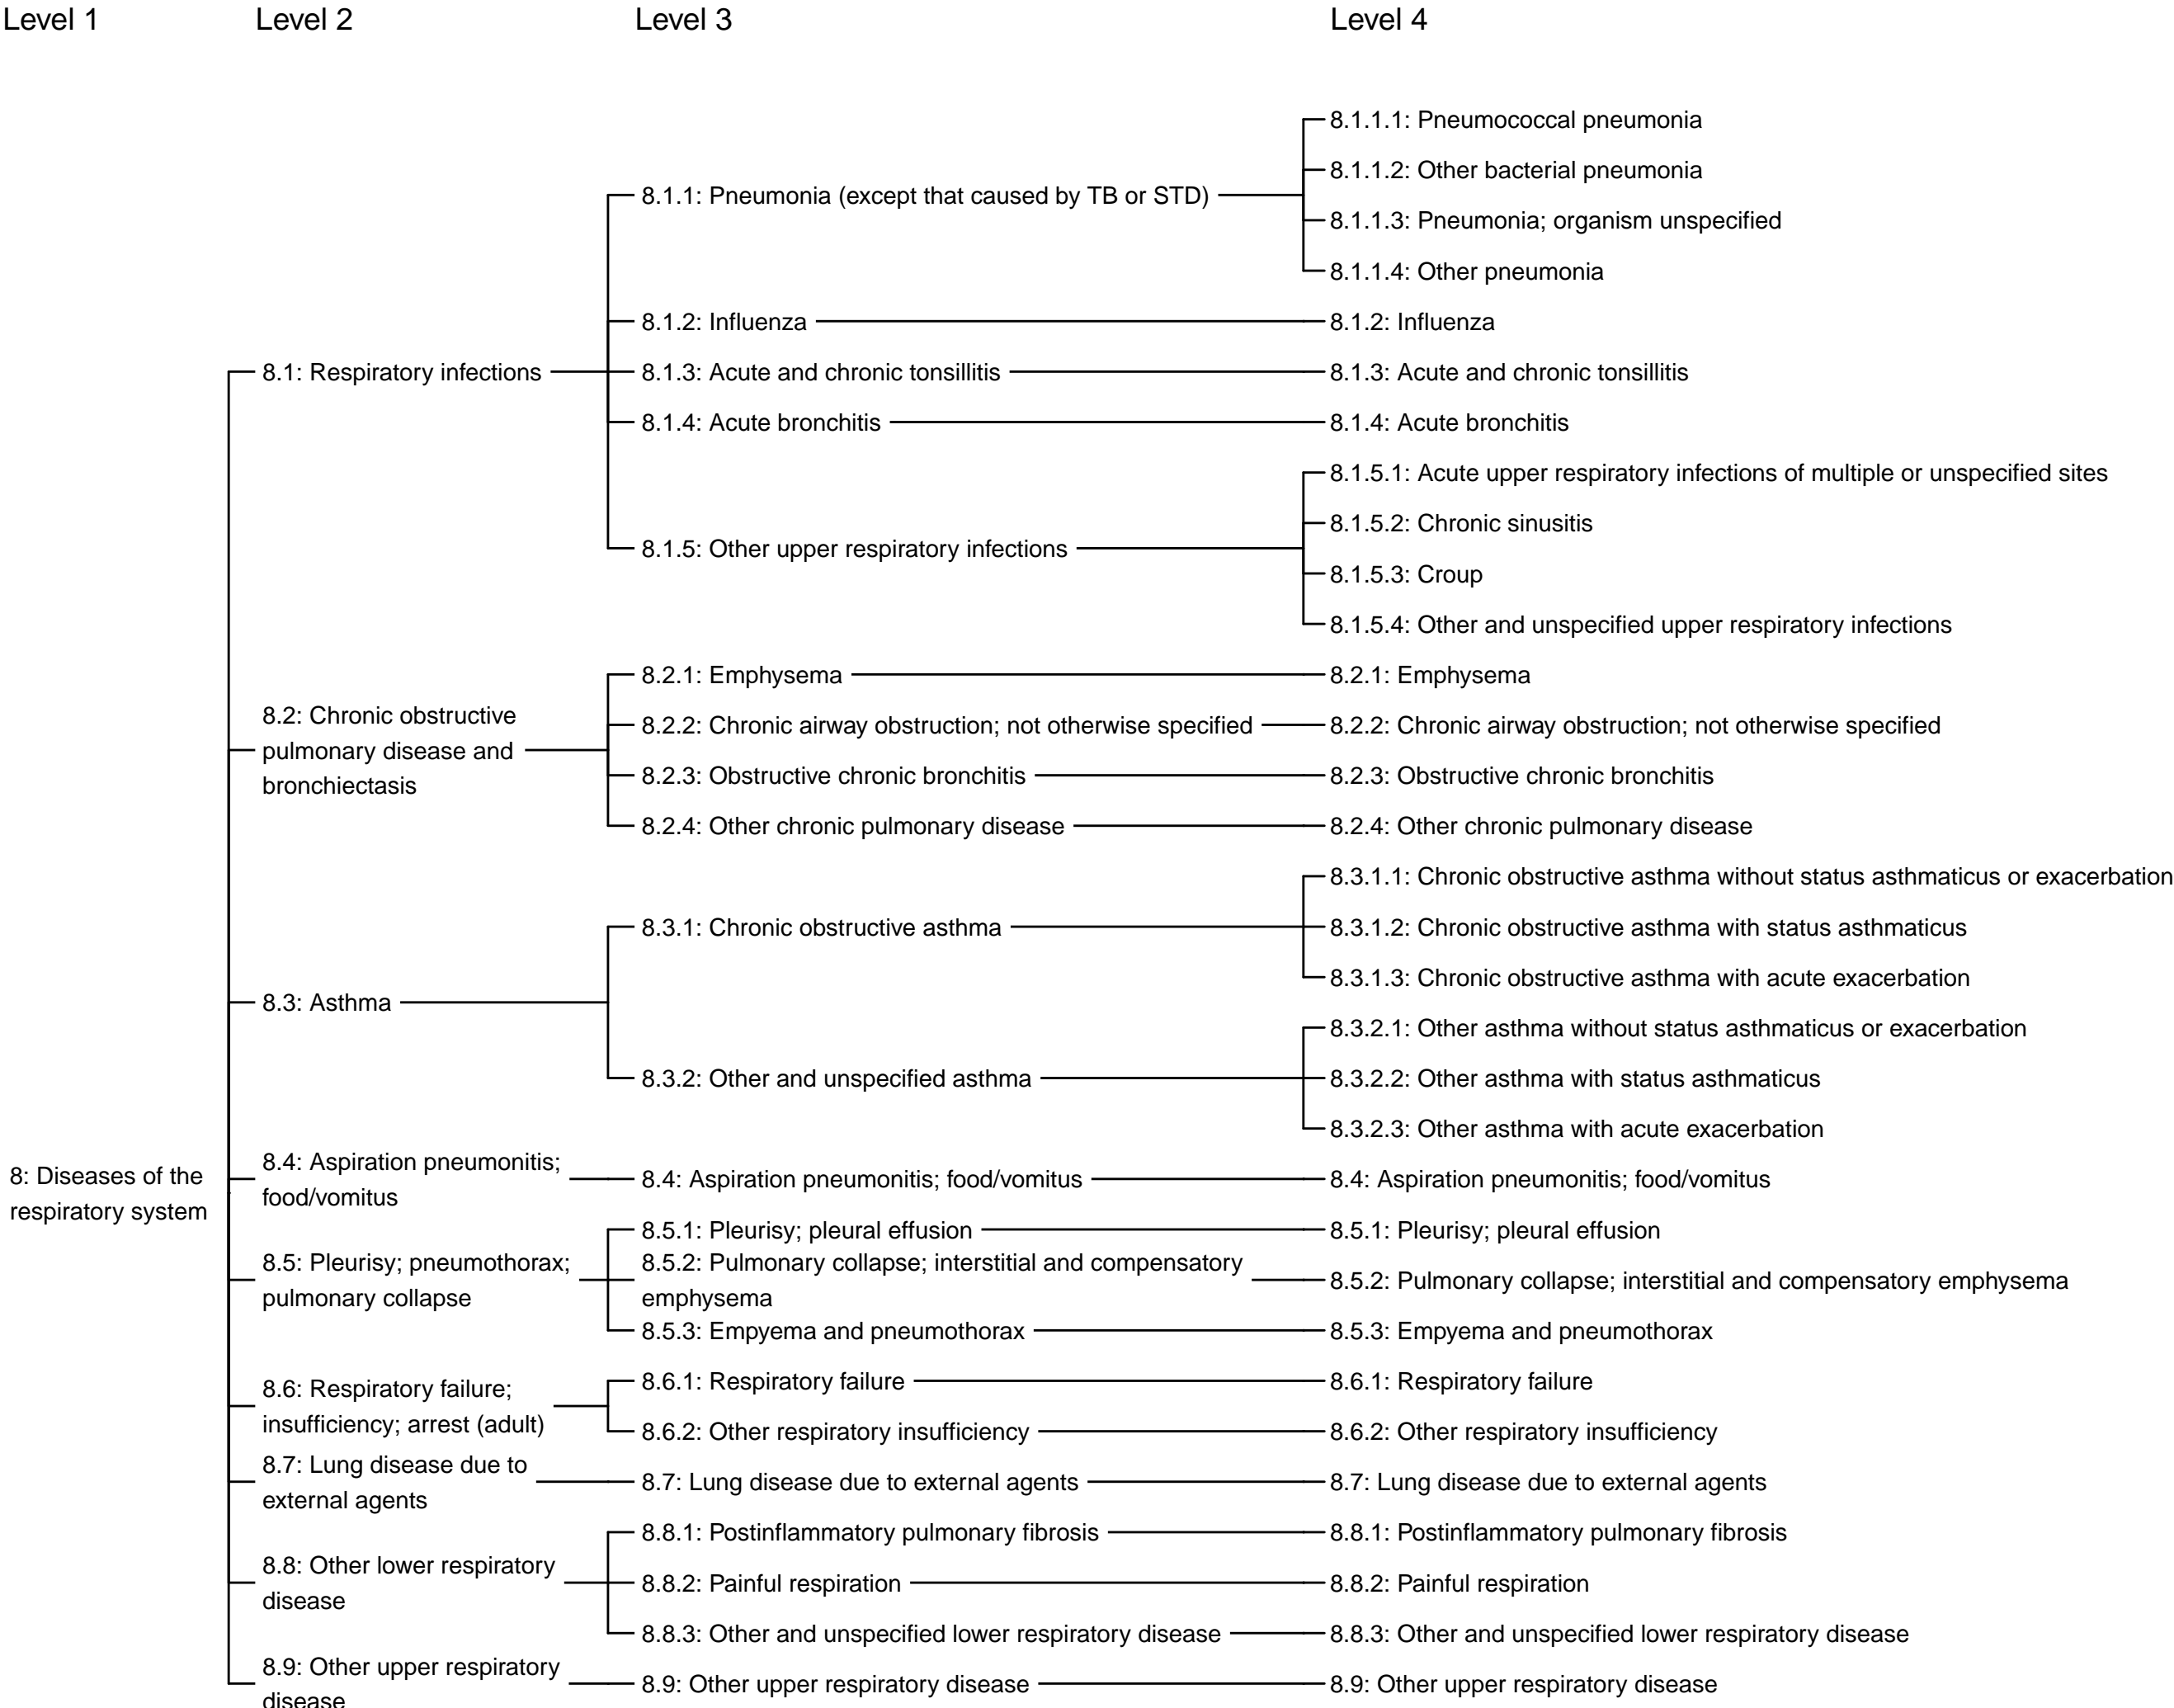 Level 1
Level 2
Level 3
Level 4
8: Diseases of the
respiratory system
8.1: Respiratory infections
8.2: Chronic obstructive
pulmonary disease and
bronchiectasis
8.3: Asthma
8.4: Aspiration pneumonitis;
food/vomitus
8.5: Pleurisy; pneumothorax;
pulmonary collapse
8.6: Respiratory failure;
insufficiency; arrest (adult)
8.7: Lung disease due to
external agents
8.8: Other lower respiratory
disease
8.9: Other upper respiratory
disease
8.1.1: Pneumonia (except that caused by TB or STD)
8.1.2: Influenza
8.1.3: Acute and chronic tonsillitis
8.1.4: Acute bronchitis
8.1.5: Other upper respiratory infections
8.2.1: Emphysema
8.2.2: Chronic airway obstruction; not otherwise specified
8.2.3: Obstructive chronic bronchitis
8.2.4: Other chronic pulmonary disease
8.3.1: Chronic obstructive asthma
8.3.2: Other and unspecified asthma
8.4: Aspiration pneumonitis; food/vomitus
8.5.1: Pleurisy; pleural effusion
8.5.2: Pulmonary collapse; interstitial and compensatory
emphysema
8.5.3: Empyema and pneumothorax
8.6.1: Respiratory failure
8.6.2: Other respiratory insufficiency
8.7: Lung disease due to external agents
8.8.1: Postinflammatory pulmonary fibrosis
8.8.2: Painful respiration
8.8.3: Other and unspecified lower respiratory disease
8.9: Other upper respiratory disease
8.1.1.1: Pneumococcal pneumonia
8.1.1.2: Other bacterial pneumonia
8.1.1.3: Pneumonia; organism unspecified
8.1.1.4: Other pneumonia
8.1.2: Influenza
8.1.3: Acute and chronic tonsillitis
8.1.4: Acute bronchitis
8.1.5.1: Acute upper respiratory infections of multiple or unspecified sites
8.1.5.2: Chronic sinusitis
8.1.5.3: Croup
8.1.5.4: Other and unspecified upper respiratory infections
8.2.1: Emphysema
8.2.2: Chronic airway obstruction; not otherwise specified
8.2.3: Obstructive chronic bronchitis
8.2.4: Other chronic pulmonary disease
8.3.1.1: Chronic obstructive asthma without status asthmaticus or exacerbation
8.3.1.2: Chronic obstructive asthma with status asthmaticus
8.3.1.3: Chronic obstructive asthma with acute exacerbation
8.3.2.1: Other asthma without status asthmaticus or exacerbation
8.3.2.2: Other asthma with status asthmaticus
8.3.2.3: Other asthma with acute exacerbation
8.4: Aspiration pneumonitis; food/vomitus
8.5.1: Pleurisy; pleural effusion
8.5.2: Pulmonary collapse; interstitial and compensatory emphysema
8.5.3: Empyema and pneumothorax
8.6.1: Respiratory failure
8.6.2: Other respiratory insufficiency
8.7: Lung disease due to external agents
8.8.1: Postinflammatory pulmonary fibrosis
8.8.2: Painful respiration
8.8.3: Other and unspecified lower respiratory disease
8.9: Other upper respiratory disease